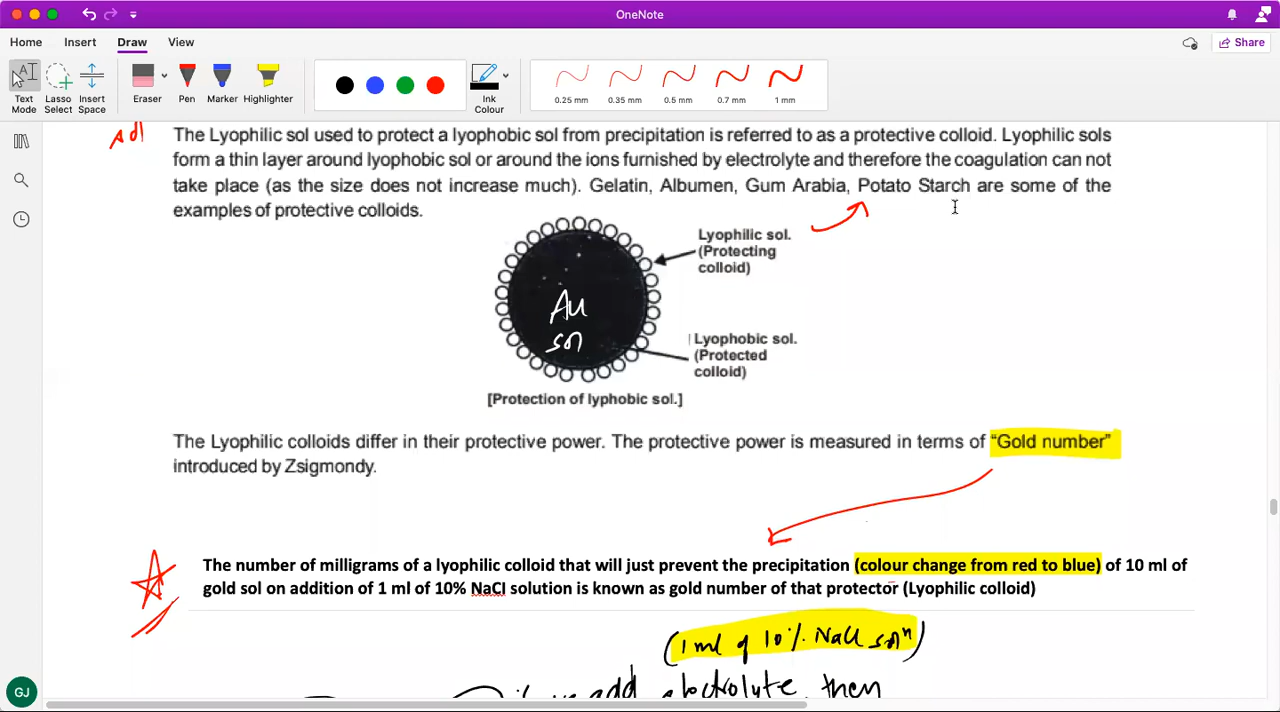 OneNote
Home Insert Draw View
Share
Text Mode
Lasso Select
Insert Space
Eraser
Pen
Marker
Highlighter
Ink Colour
0.25 mm
0.35 mm
0.5 mm
0.7 mm
1 mm
The Lyophilic sol used to protect a lyophobic sol from precipitation is referred to as a protective colloid. Lyophilic sols
form a thin layer around lyophobic sol or around the ions furnished by electrolyte and therefore the coagulation can not
take place (as the size does not increase much). Gelatin, Albumen, Gum Arabia, Potato Starch are some of the
examples of protective colloids.
Lyophilic sol.
(Protecting
colloid)
Au
sol
Lyophobic sol.
(Protected
colloid)
[Protection of lyphobic sol.]
The Lyophilic colloids differ in their protective power. The protective power is measured in terms of “Gold number”
introduced by Zsigmondy.
The number of milligrams of a lyophilic colloid that will just prevent the precipitation (colour change from red to blue) of 10 ml of
gold sol on addition of 1 ml of 10% NaCl solution is known as gold number of that protector (Lyophilic colloid)
(1 ml of 10% NaCl solⁿ)
add electrolyte, then
GJ